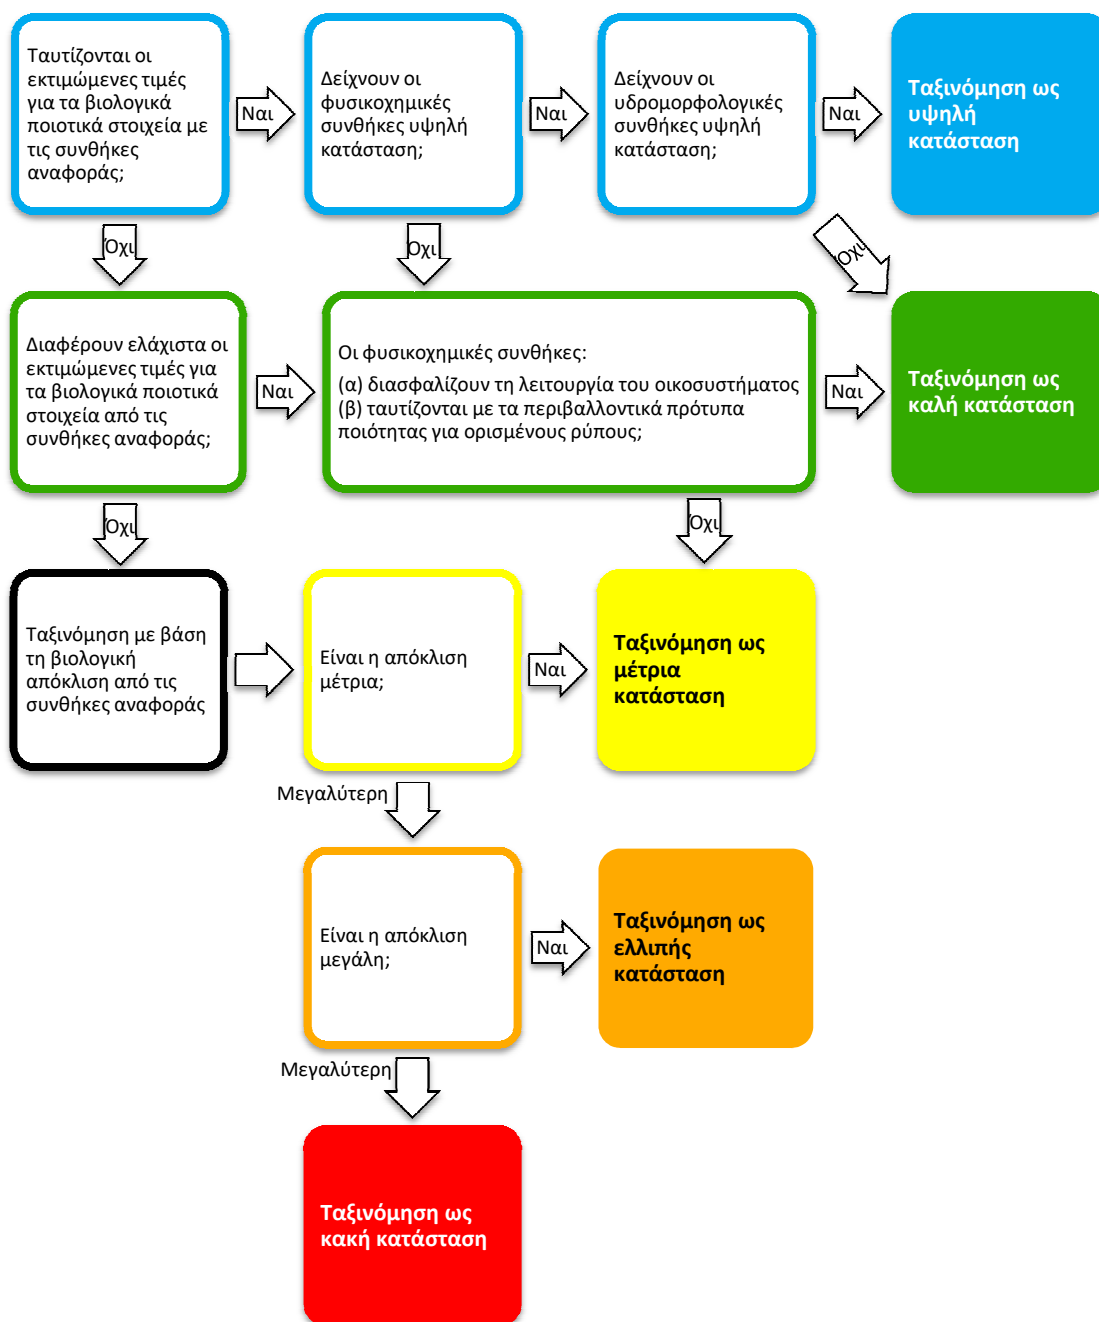 Ταυτίζονται οι
εκτιμώμενες τιμές
για τα βιολογικά
ποιοτικά στοιχεία με
τις συνθήκες
αναφοράς;
Ναι
Δείχνουν οι
φυσικοχημικές
συνθήκες υψηλή
κατάσταση;
Ναι
Δείχνουν οι
υδρομορφολογικές
συνθήκες υψηλή
κατάσταση;
Ναι
Ταξινόμηση ως
υψηλή
κατάσταση
Όχι
Όχι
Όχι
Διαφέρουν ελάχιστα οι
εκτιμώμενες τιμές για
τα βιολογικά ποιοτικά
στοιχεία από τις
συνθήκες αναφοράς;
Ναι
Οι φυσικοχημικές συνθήκες:
(α) διασφαλίζουν τη λειτουργία του οικοσυστήματος
(β) ταυτίζονται με τα περιβαλλοντικά πρότυπα
ποιότητας για ορισμένους ρύπους;
Ναι
Ταξινόμηση ως
καλή κατάσταση
Όχι
Όχι
Ταξινόμηση με βάση
τη βιολογική
απόκλιση από τις
συνθήκες αναφοράς
Είναι η απόκλιση
μέτρια;
Ναι
Ταξινόμηση ως
μέτρια
κατάσταση
Μεγαλύτερη
Είναι η απόκλιση
μεγάλη;
Ναι
Ταξινόμηση ως
ελλιπής
κατάσταση
Μεγαλύτερη
Ταξινόμηση ως
κακή κατάσταση